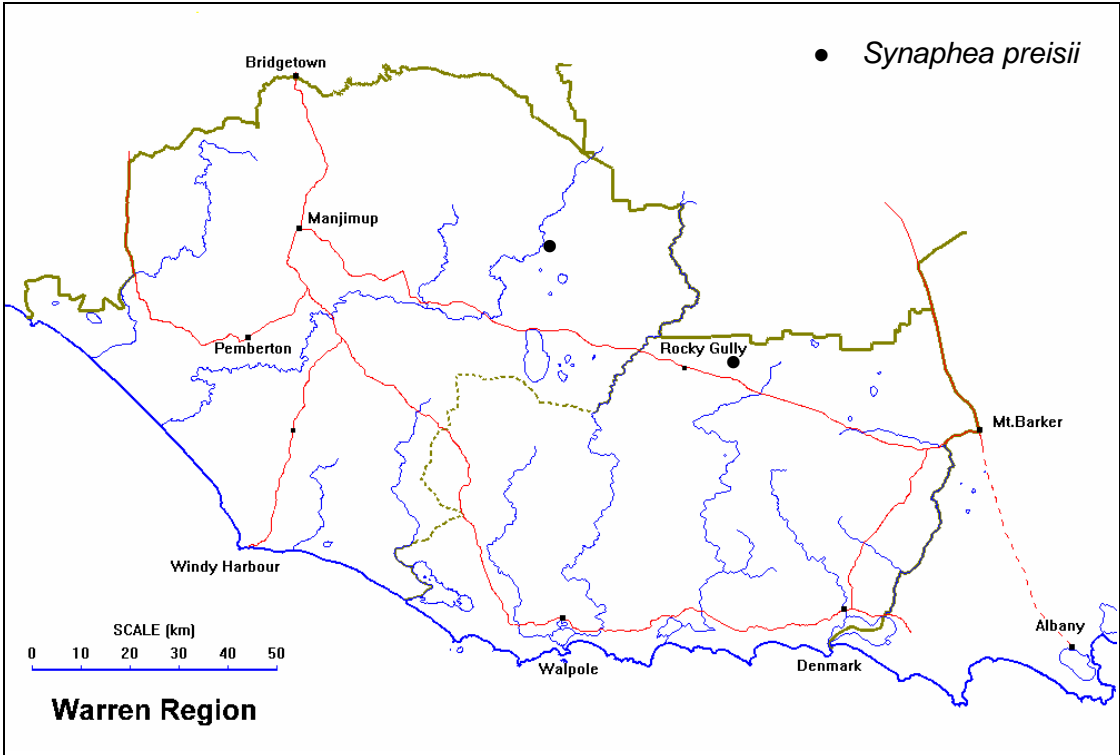 Synaphea preisii
Bridgetown
Manjimup
Pemberton
Rocky Gully
Mt.Barker
Windy Harbour
SCALE (km)
0 10 20 30 40 50
Walpole
Denmark
Albany
Warren Region